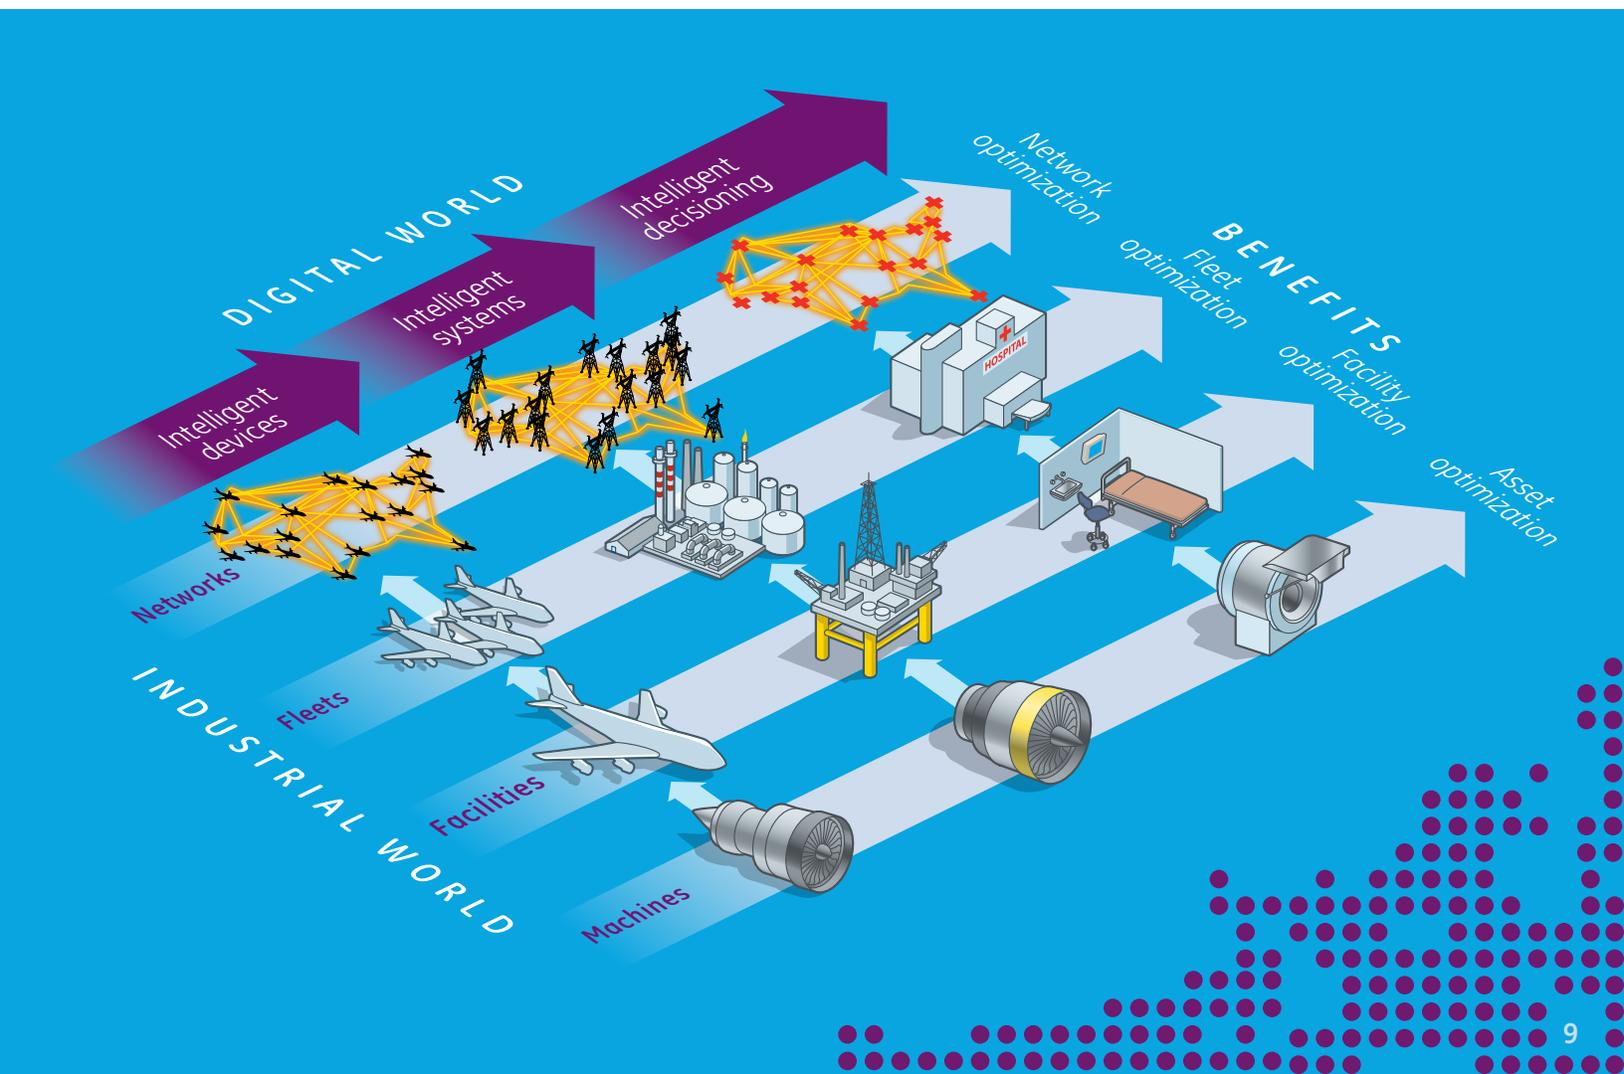 DIGITAL WORLD
Intelligent
devices
Intelligent
systems
Intelligent
decisioning
INDUSTRIAL WORLD
Networks
Fleets
Facilities
Machines
HOSPITAL
BENEFITS
Network
optimization
Fleet
optimization
Facility
optimization
Asset
optimization
9